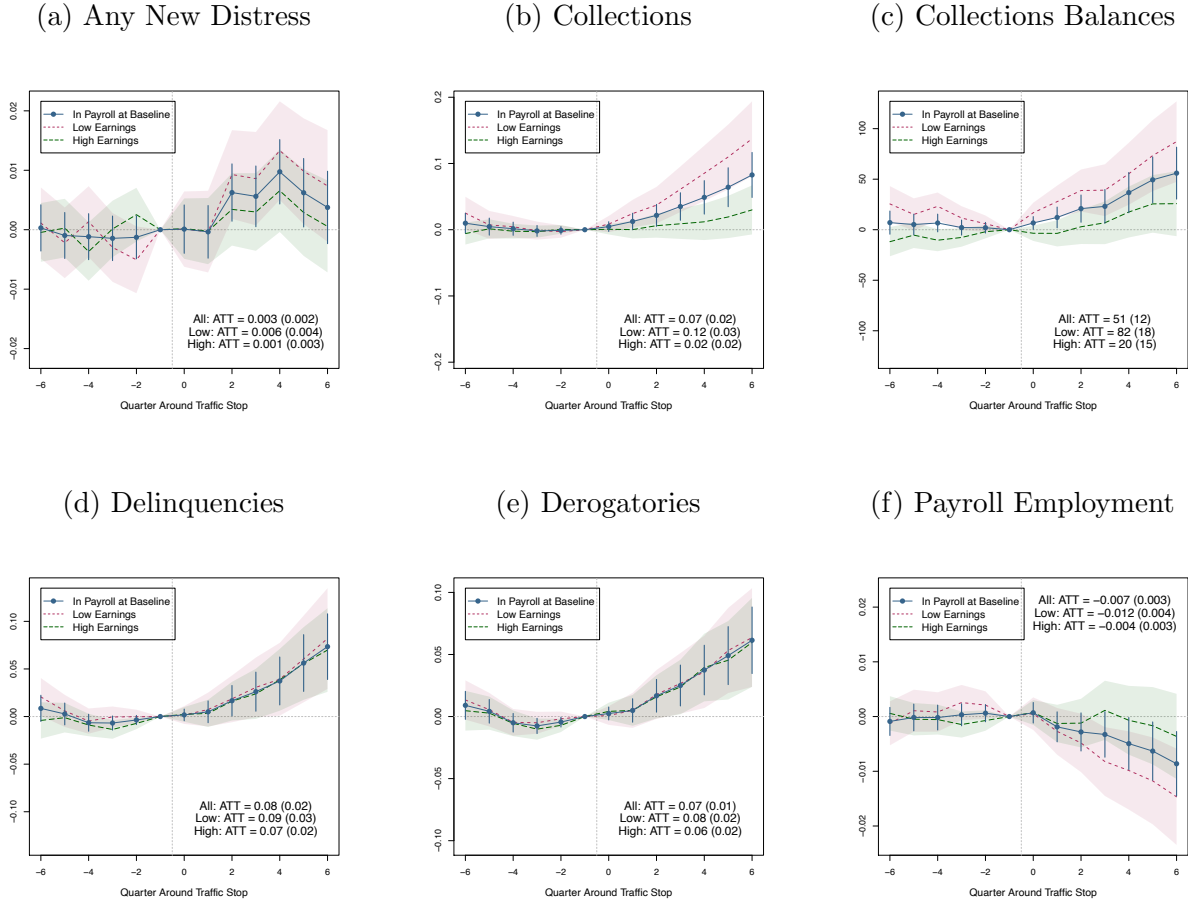 (a) Any New Distress
In Payroll at Baseline
Low Earnings
High Earnings
0.02
0.01
0.00
−0.01
−0.02
All: ATT = 0.003 (0.002)
Low: ATT = 0.006 (0.004)
High: ATT = 0.001 (0.003)
−6 −4 −2 0 2 4 6
Quarter Around Traffic Stop
(b) Collections
In Payroll at Baseline
Low Earnings
High Earnings
0.2
0.1
0.0
−0.1
−0.2
All: ATT = 0.07 (0.02)
Low: ATT = 0.12 (0.03)
High: ATT = 0.02 (0.02)
−6 −4 −2 0 2 4 6
Quarter Around Traffic Stop
(c) Collections Balances
In Payroll at Baseline
Low Earnings
High Earnings
100
50
0
−50
−100
All: ATT = 51 (12)
Low: ATT = 82 (18)
High: ATT = 20 (15)
−6 −4 −2 0 2 4 6
Quarter Around Traffic Stop
(d) Delinquencies
In Payroll at Baseline
Low Earnings
High Earnings
0.10
0.05
0.00
−0.05
−0.10
All: ATT = 0.08 (0.02)
Low: ATT = 0.09 (0.03)
High: ATT = 0.07 (0.02)
−6 −4 −2 0 2 4 6
Quarter Around Traffic Stop
(e) Derogatories
In Payroll at Baseline
Low Earnings
High Earnings
0.10
0.05
0.00
−0.05
−0.10
All: ATT = 0.07 (0.01)
Low: ATT = 0.08 (0.02)
High: ATT = 0.06 (0.02)
−6 −4 −2 0 2 4 6
Quarter Around Traffic Stop
(f) Payroll Employment
In Payroll at Baseline
Low Earnings
High Earnings
All: ATT = −0.007 (0.003)
Low: ATT = −0.012 (0.004)
High: ATT = −0.004 (0.003)
0.02
0.01
0.00
−0.01
−0.02
−6 −4 −2 0 2 4 6
Quarter Around Traffic Stop